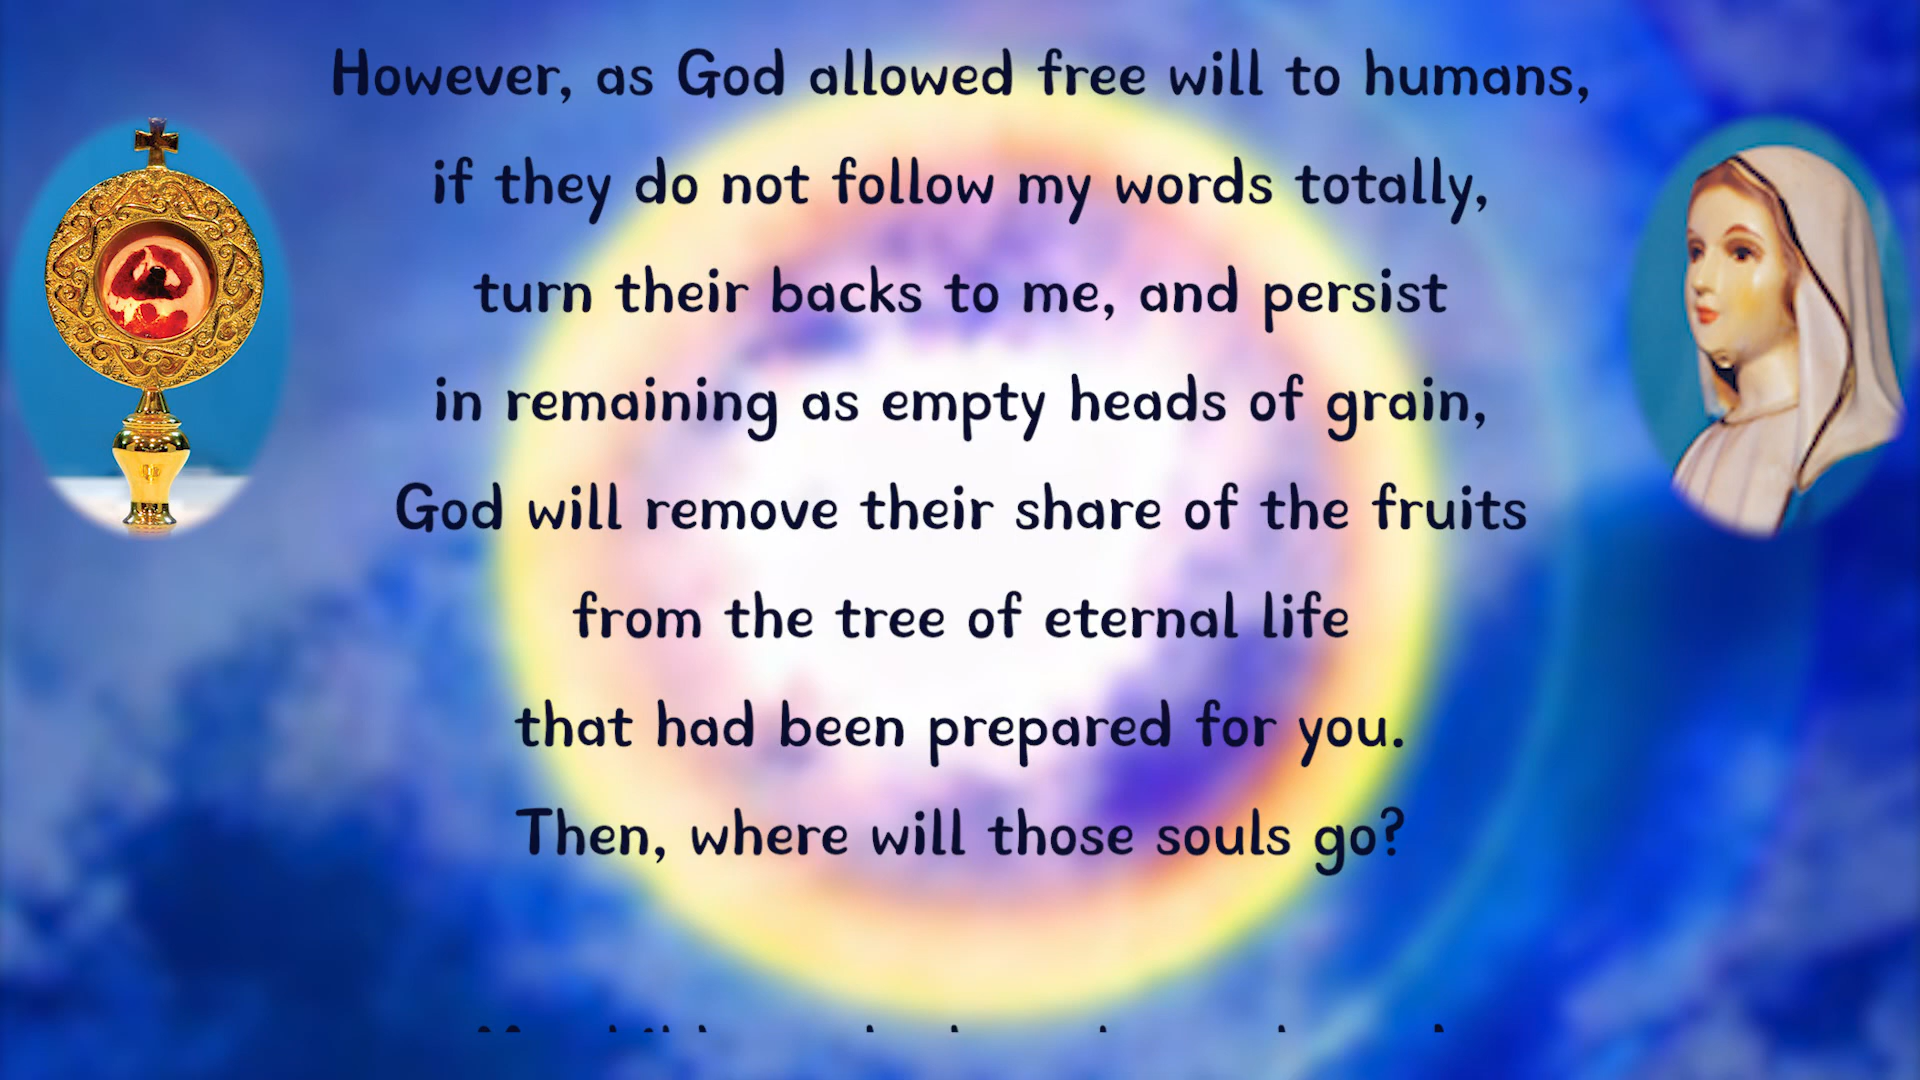 However, as God allowed free will to humans,
if they do not follow my words totally,
turn their backs to me, and persist
in remaining as empty heads of grain,
God will remove their share of the fruits
from the tree of eternal life
that had been prepared for you.
Then, where will those souls go?